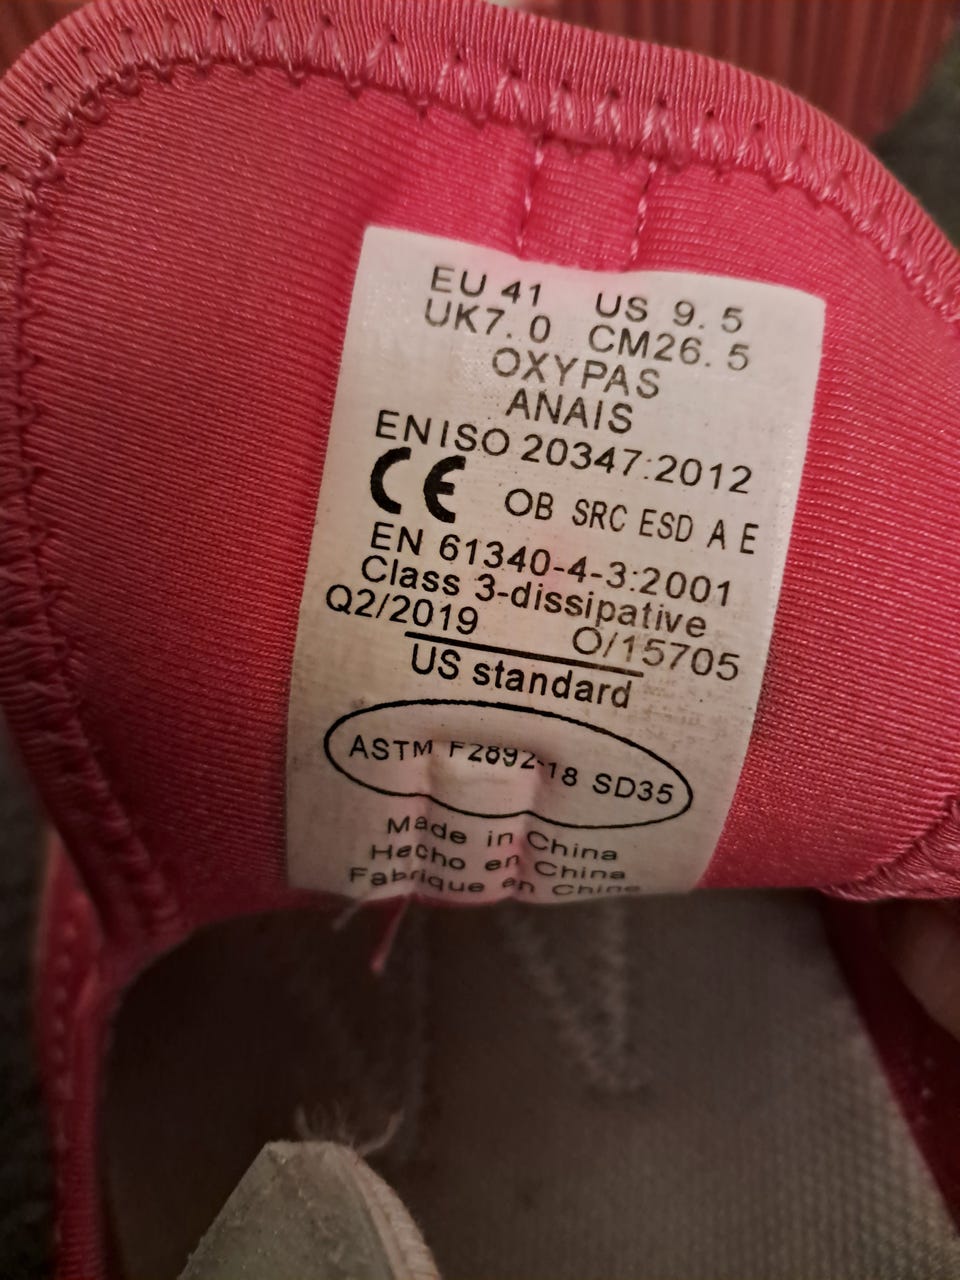 EU 41 US 9.5
UK7.0 CM26.5
OXYPAS
ANAIS
EN ISO 20347:2012
CE OB SRC ESD A E
EN 61340-4-3:2001
Class 3-dissipative
Q2/2019 O/15705
US standard
ASTM F2892-18 SD35
Made in China
Hecho en China
Fabrique en Chine